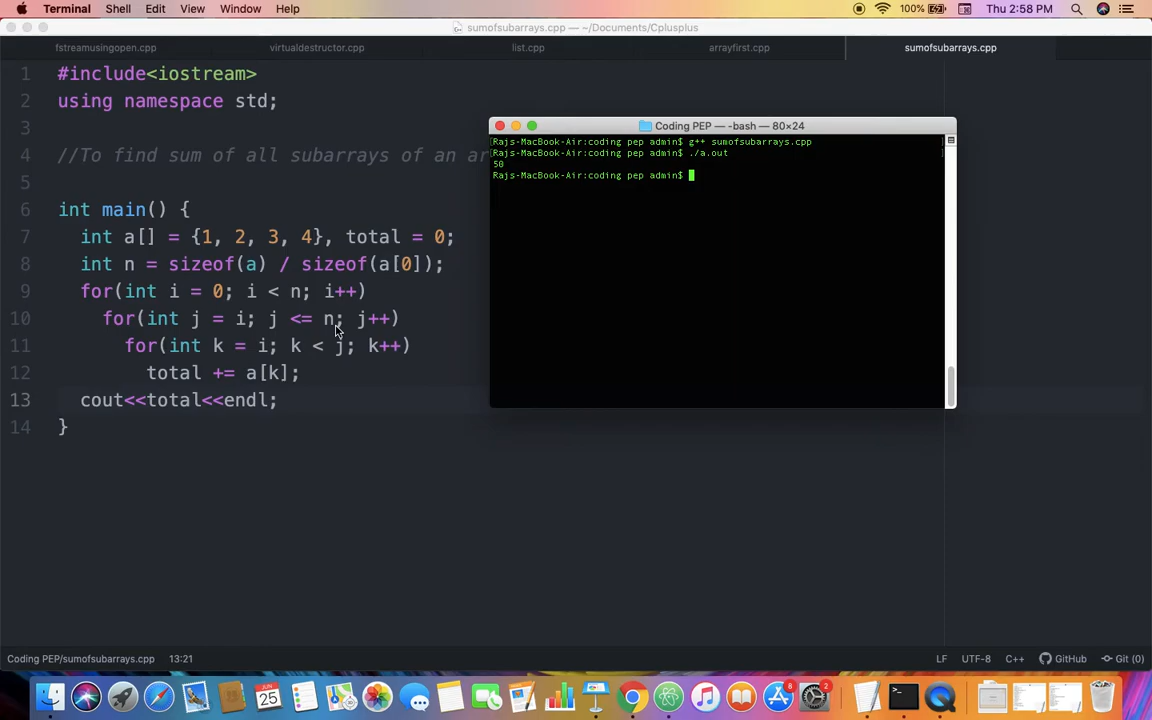 Terminal Shell Edit View Window Help 100% Thu 2:58 PM
sumofsubarrays.cpp — ~/Documents/Cplusplus
fstreamusingopen.cpp virtualdestructor.cpp list.cpp arrayfirst.cpp sumofsubarrays.cpp
1 #include<iostream>
2 using namespace std;
3
4 //To find sum of all subarrays of an ar
5
6 int main() {
7 int a[] = {1, 2, 3, 4}, total = 0;
8 int n = sizeof(a) / sizeof(a[0]);
9 for(int i = 0; i < n; i++)
10 for(int j = i; j <= n; j++)
11 for(int k = i; k < j; k++)
12 total += a[k];
13 cout<<total<<endl;
14 }
Coding PEP — -bash — 80×24
[Rajs-MacBook-Air:coding pep admin$ g++ sumofsubarrays.cpp
[Rajs-MacBook-Air:coding pep admin$ ./a.out ]
50
Rajs-MacBook-Air:coding pep admin$
Coding PEP/sumofsubarrays.cpp 13:21 LF UTF-8 C++ GitHub Git (0)
JUN
25
8
2